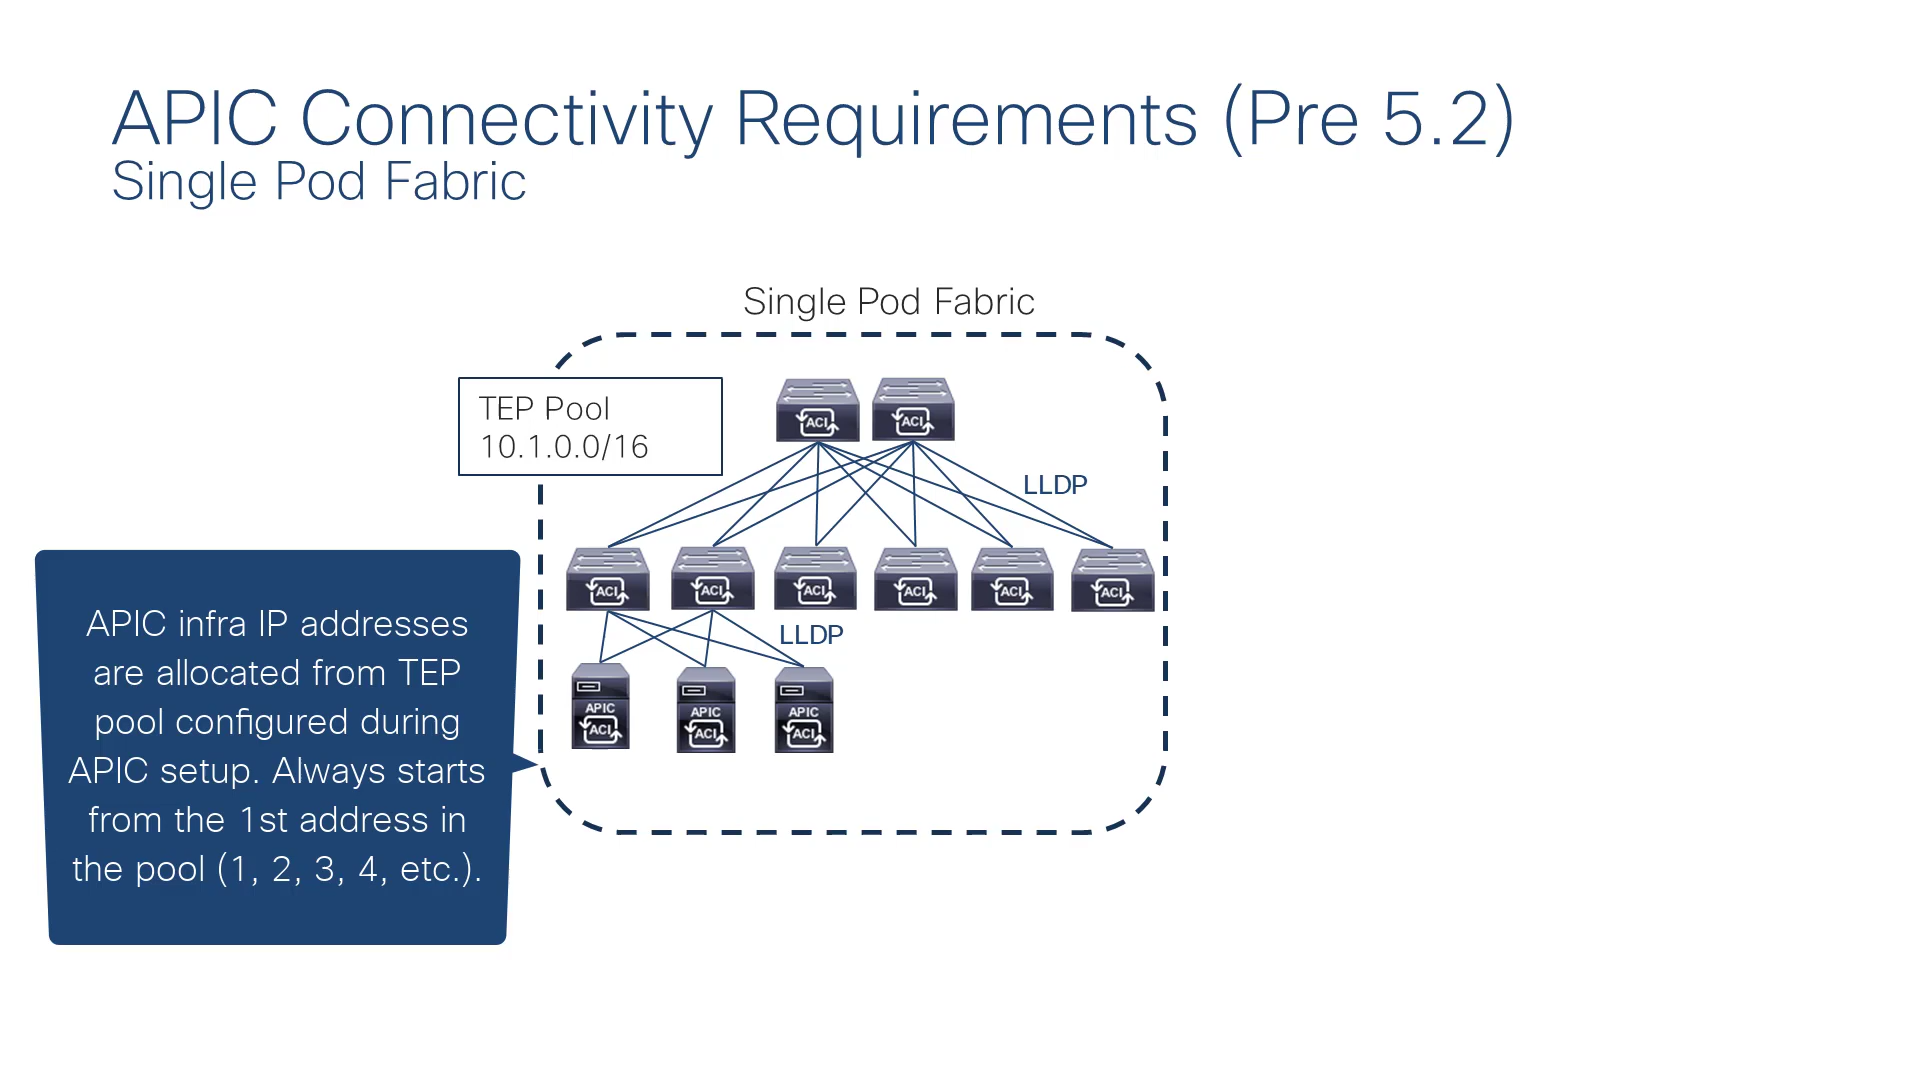 APIC Connectivity Requirements (Pre 5.2)
Single Pod Fabric
Single Pod Fabric
TEP Pool
10.1.0.0/16
ACI
ACI
LLDP
ACI
ACI
ACI
ACI
ACI
ACI
LLDP
APIC
ACI
APIC
ACI
APIC
ACI
APIC infra IP addresses
are allocated from TEP
pool configured during
APIC setup. Always starts
from the 1st address in
the pool (1, 2, 3, 4, etc.).